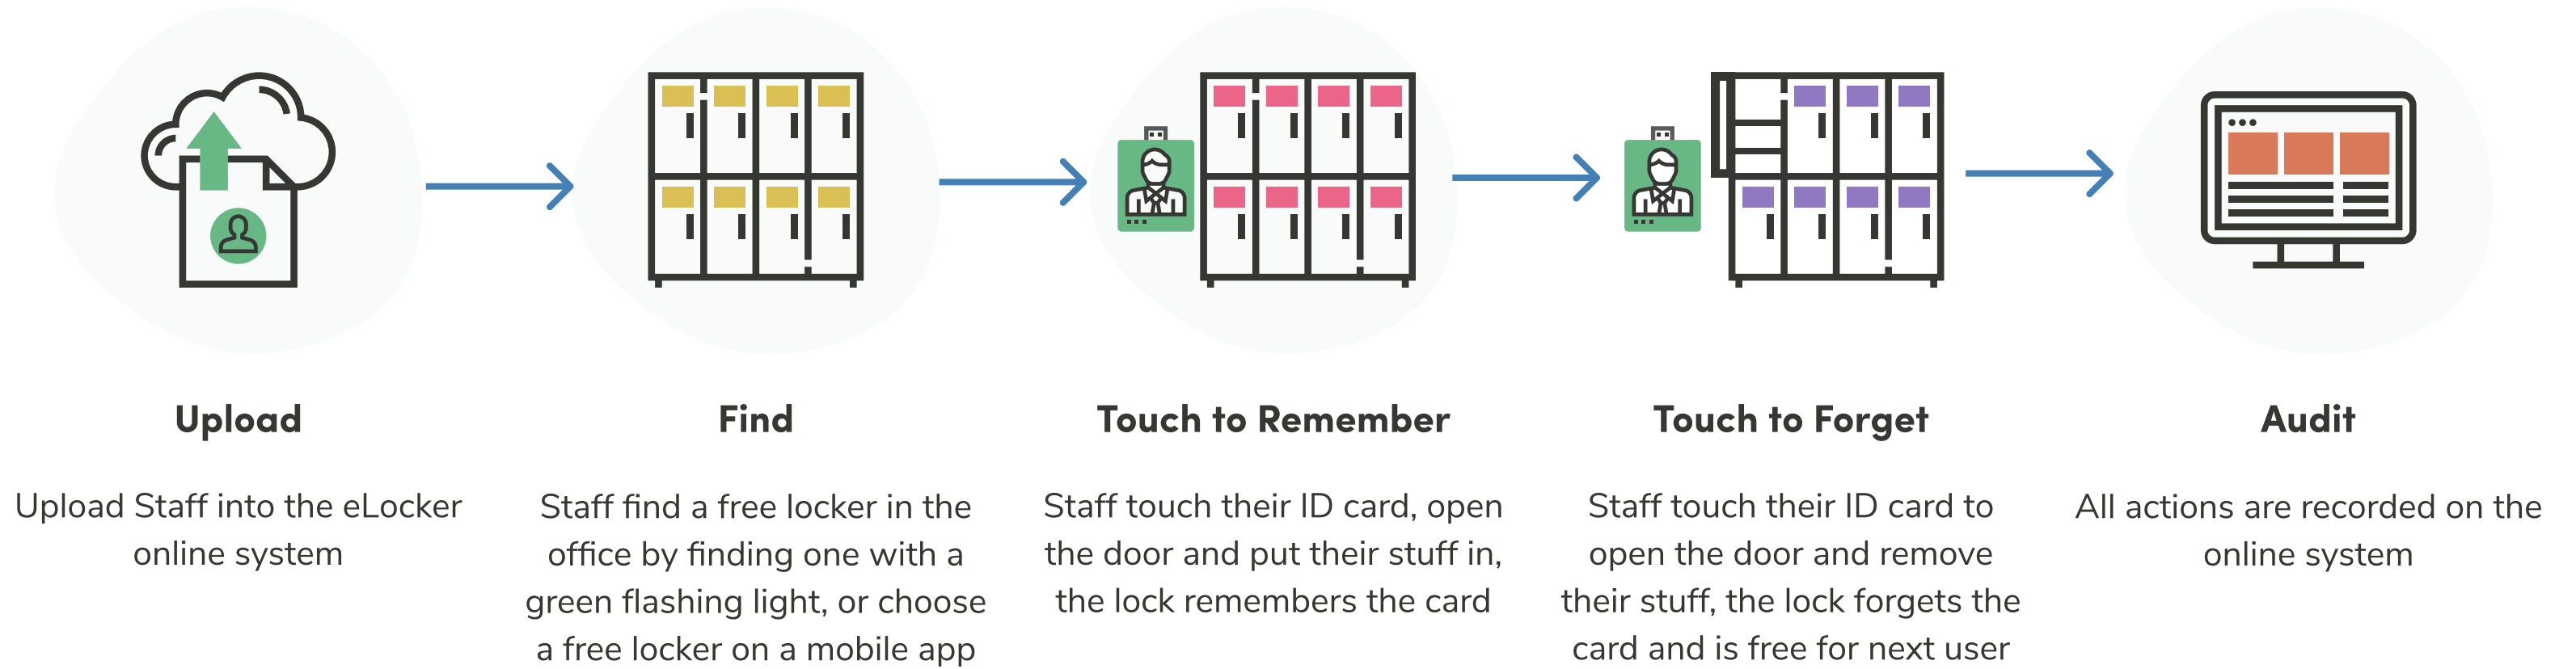 Upload
Upload Staff into the eLocker
online system
Find
Staff find a free locker in the
office by finding one with a
green flashing light, or choose
a free locker on a mobile app
Touch to Remember
Staff touch their ID card, open
the door and put their stuff in,
the lock remembers the card
Touch to Forget
Staff touch their ID card to
open the door and remove
their stuff, the lock forgets the
card and is free for next user
Audit
All actions are recorded on the
online system